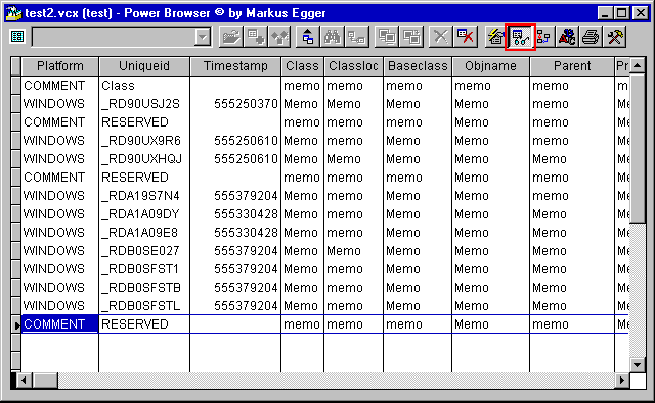 test2.vcx (test) - Power Browser © by Markus Egger
Platform Uniqueid Timestamp Class Classloc Baseclass Objname Parent Pr
COMMENT Class memo memo memo memo memo m
WINDOWS _RD90USJ2S 555250370 Memo Memo Memo Memo memo Me
COMMENT RESERVED memo memo memo Memo memo Me
WINDOWS _RD90UX9R6 555250610 Memo memo Memo Memo memo Me
WINDOWS _RD90UXHQJ 555250610 Memo Memo Memo Memo Memo Me
COMMENT RESERVED memo memo memo Memo memo Me
WINDOWS _RDA19S7N4 555379204 Memo memo Memo Memo memo Me
WINDOWS _RDA1A09DY 555330428 Memo memo Memo Memo Memo Me
WINDOWS _RDA1A09E8 555330428 Memo memo Memo Memo Memo Me
WINDOWS _RDB0SE027 555379204 Memo Memo Memo Memo Memo Me
WINDOWS _RDB0SFST1 555379204 Memo memo Memo Memo Memo Me
WINDOWS _RDB0SFSTB 555379204 Memo memo Memo Memo Memo Me
WINDOWS _RDB0SFSTL 555379204 Memo memo Memo Memo Memo Me
COMMENT RESERVED memo memo memo Memo memo Me